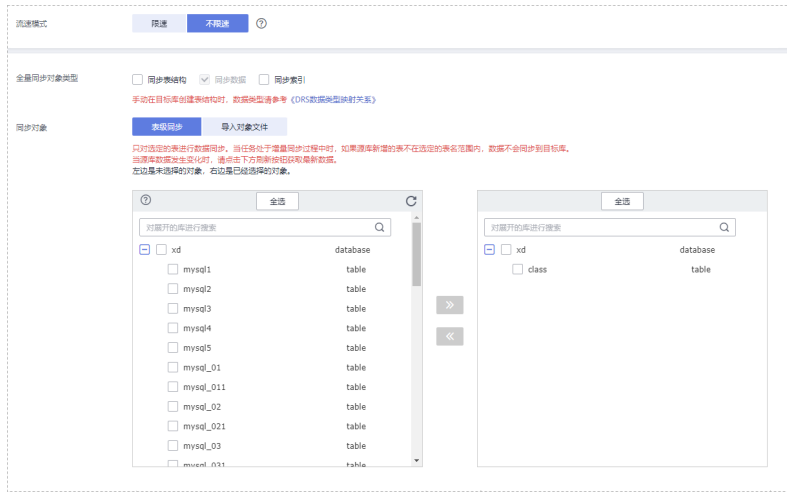 流速模式 限速 不限速
全量同步对象类型 同步表结构 同步数据 同步索引
手动在目标库创建表结构时，数据类型请参考《DRS数据类型映射关系》
同步对象 表级同步 导入对象文件
只对选定的表进行数据同步。当任务处于增量同步过程中时，如果源库新增的表不在选定的表名范围内，数据不会同步到目标库。
当源库数据发生变化时，请点击下方刷新按钮获取最新数据。
左边是未选择的对象，右边是已经选择的对象。
全选
对展开的库进行搜索
xd database
mysql1 table
mysql2 table
mysql3 table
mysql4 table
mysql5 table
mysql_01 table
mysql_011 table
mysql_02 table
mysql_021 table
mysql_03 table
mysql_031 table
全选
对展开的库进行搜索
xd database
class table